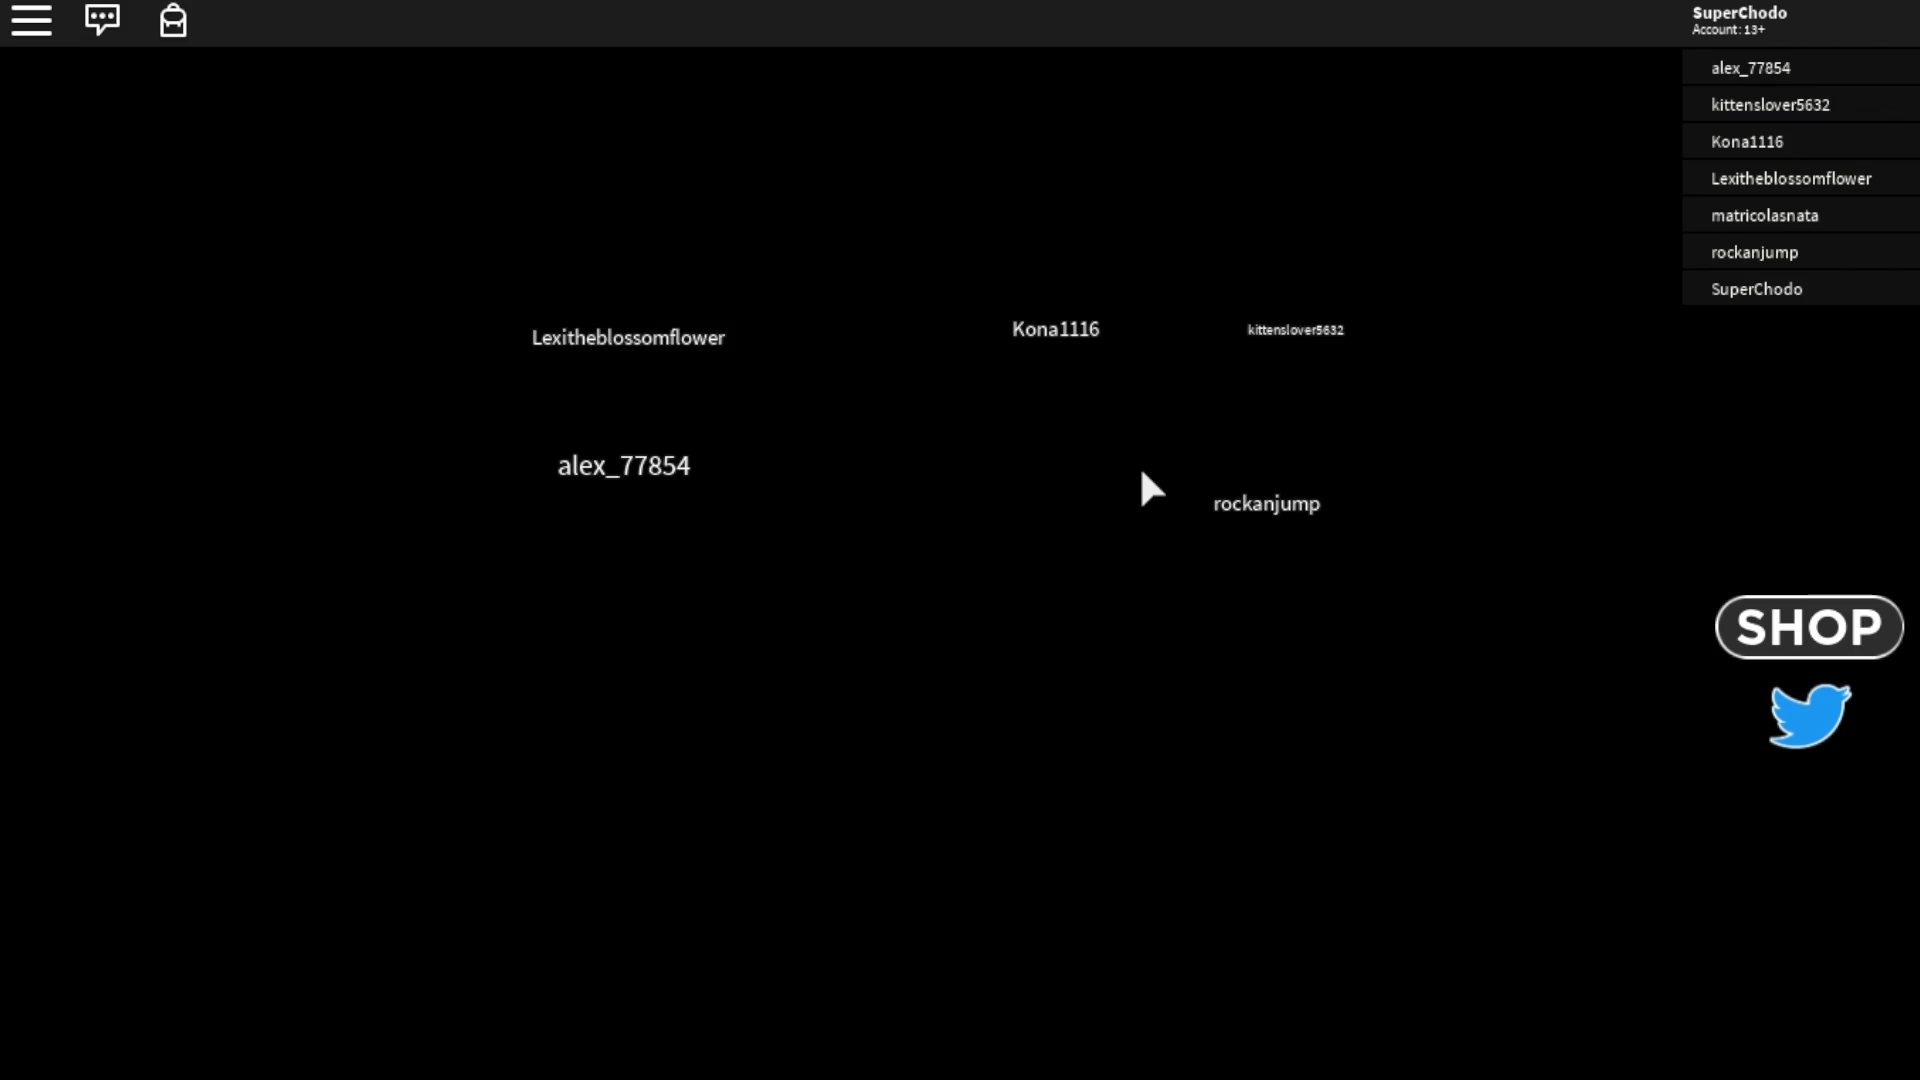 SuperChodo
Account: 13+
alex_77854
kittenslover5632
Kona1116
Lexitheblossomflower
matricolasnata
rockanjump
SuperChodo
Lexitheblossomflower
Kona1116
kittenslover5632
alex_77854
rockanjump
SHOP